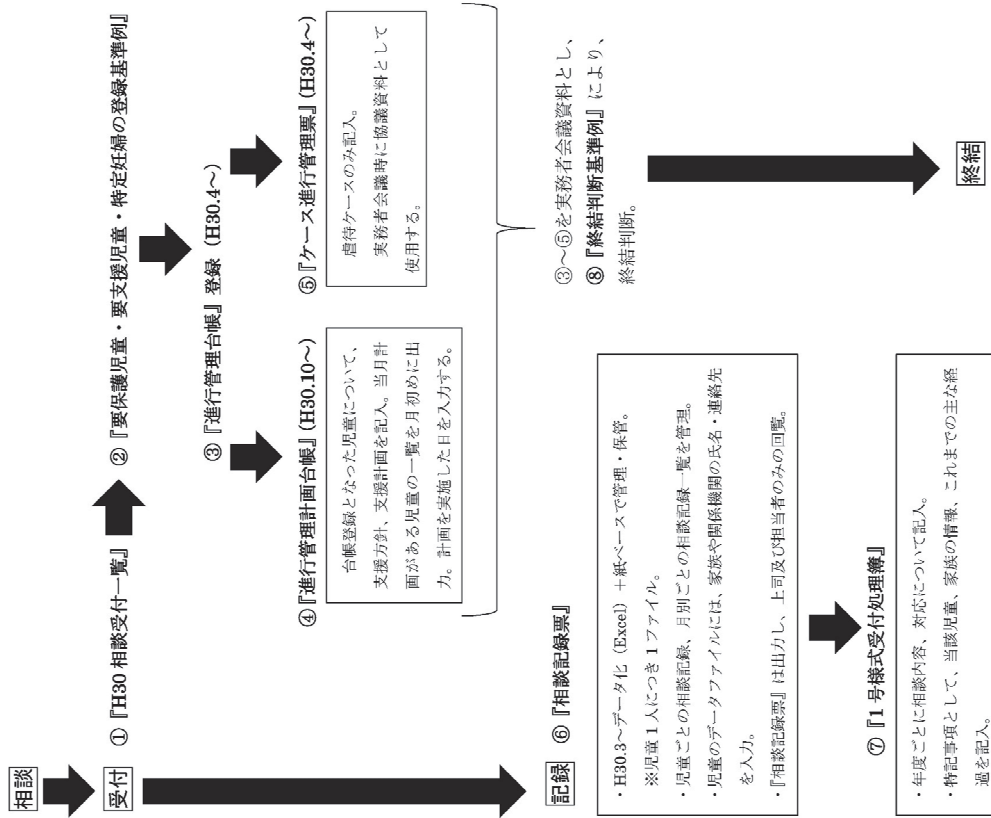 相談
受付
①『H30 相談受付一覧』
②『要保護児童・要支援児童・特定妊婦の登録基準例』
③『進行管理台帳』登録（H30.4～）
④『進行管理計画台帳』（H30.10～）
台帳登録となった児童について、
支援方針、支援計画を記入。当月計
画がある児童の一覧を月初めに出
力。計画を実施した日を入力する。
⑤『ケース進行管理票』（H30.4～）
虐待ケースのみ記入。
実務者会議時に協議資料として
使用する。
③～⑤を実務者会議資料とし、
⑧『終結判断基準例』により、
終結判断。
終結
記録
⑥『相談記録票』
・H30.3～データ化（Excel）＋紙ベースで管理・保管。
※児童1人につき1ファイル。
・児童ごとの相談記録、月別ごとの相談記録一覧を管理。
・児童のデータファイルには、家族や関係機関の氏名・連絡先
を入力。
・『相談記録票』は出力し、上司及び担当者のみの回覧。
⑦『1号様式受付処理簿』
・年度ごとに相談内容、対応について記入。
・特記事項として、当該児童、家族の情報、これまでの主な経
過を記入。